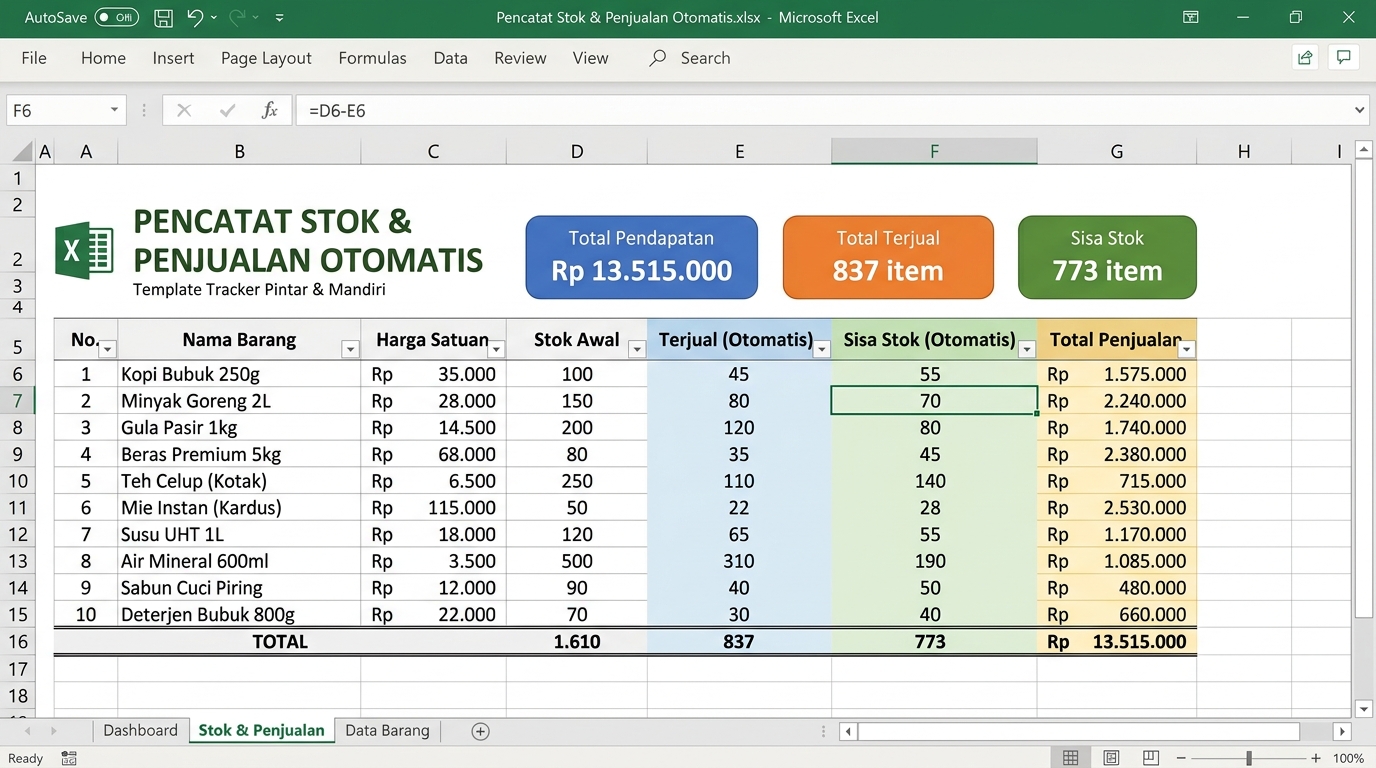 AutoSave Off Pencatat Stok & Penjualan Otomatis.xlsx - Microsoft Excel
File Home Insert Page Layout Formulas Data Review View Search
F6 fx =D6-E6
A A B C D E F G H I
1
2
PENCATAT STOK &
PENJUALAN OTOMATIS
Template Tracker Pintar & Mandiri
Total Pendapatan
Rp 13.515.000
Total Terjual
837 item
Sisa Stok
773 item
2
3
4
5 No. Nama Barang Harga Satuan Stok Awal Terjual (Otomatis) Sisa Stok (Otomatis) Total Penjualan
6 1 Kopi Bubuk 250g Rp 35.000 100 45 55 Rp 1.575.000
7 2 Minyak Goreng 2L Rp 28.000 150 80 70 Rp 2.240.000
8 3 Gula Pasir 1kg Rp 14.500 200 120 80 Rp 1.740.000
9 4 Beras Premium 5kg Rp 68.000 80 35 45 Rp 2.380.000
10 5 Teh Celup (Kotak) Rp 6.500 250 110 140 Rp 715.000
11 6 Mie Instan (Kardus) Rp 115.000 50 22 28 Rp 2.530.000
12 7 Susu UHT 1L Rp 18.000 120 65 55 Rp 1.170.000
13 8 Air Mineral 600ml Rp 3.500 500 310 190 Rp 1.085.000
14 9 Sabun Cuci Piring Rp 12.000 90 40 50 Rp 480.000
15 10 Deterjen Bubuk 800g Rp 22.000 70 30 40 Rp 660.000
16 TOTAL 1.610 837 773 Rp 13.515.000
17
18
Dashboard Stok & Penjualan Data Barang
Ready 100%